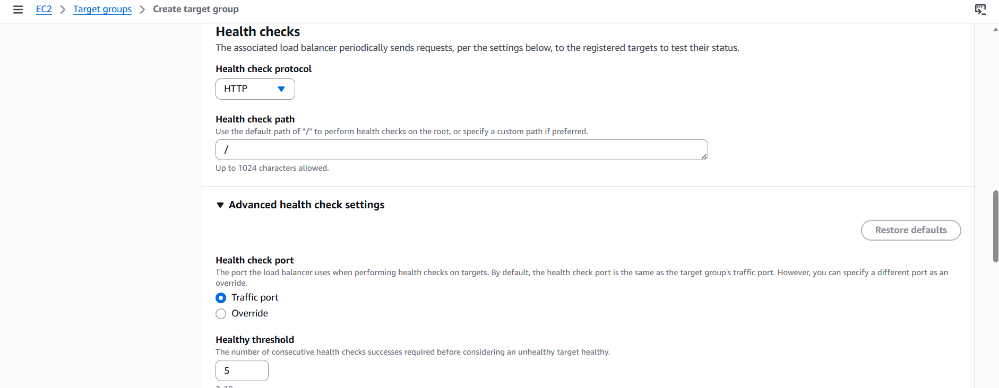 EC2 > Target groups > Create target group
Health checks
The associated load balancer periodically sends requests, per the settings below, to the registered targets to test their status.
Health check protocol
HTTP
Health check path
Use the default path of "/" to perform health checks on the root, or specify a custom path if preferred.
/
Up to 1024 characters allowed.
Advanced health check settings
Restore defaults
Health check port
The port the load balancer uses when performing health checks on targets. By default, the health check port is the same as the target group's traffic port. However, you can specify a different port as an
override.
Traffic port
Override
Healthy threshold
The number of consecutive health checks successes required before considering an unhealthy target healthy.
5